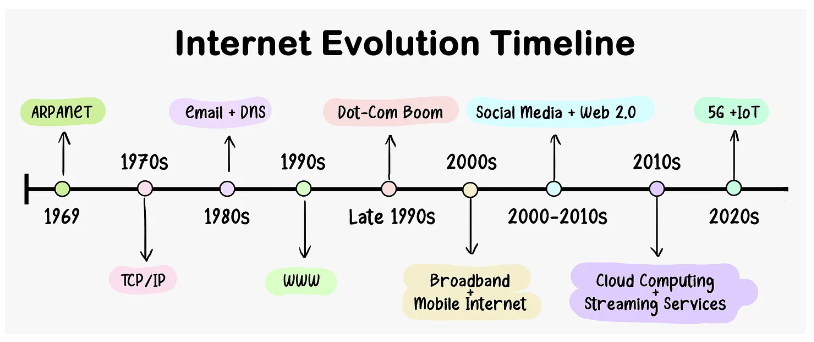 Internet Evolution Timeline
ARPANET
email + DNS
Dot-Com Boom
Social Media + Web 2.0
5G +IoT
1970s
1990s
2000s
2010s
1969
1980s
Late 1990s
2000-2010s
2020s
TCP/IP
WWW
Broadband
+
Mobile Internet
Cloud Computing
+
Streaming Services